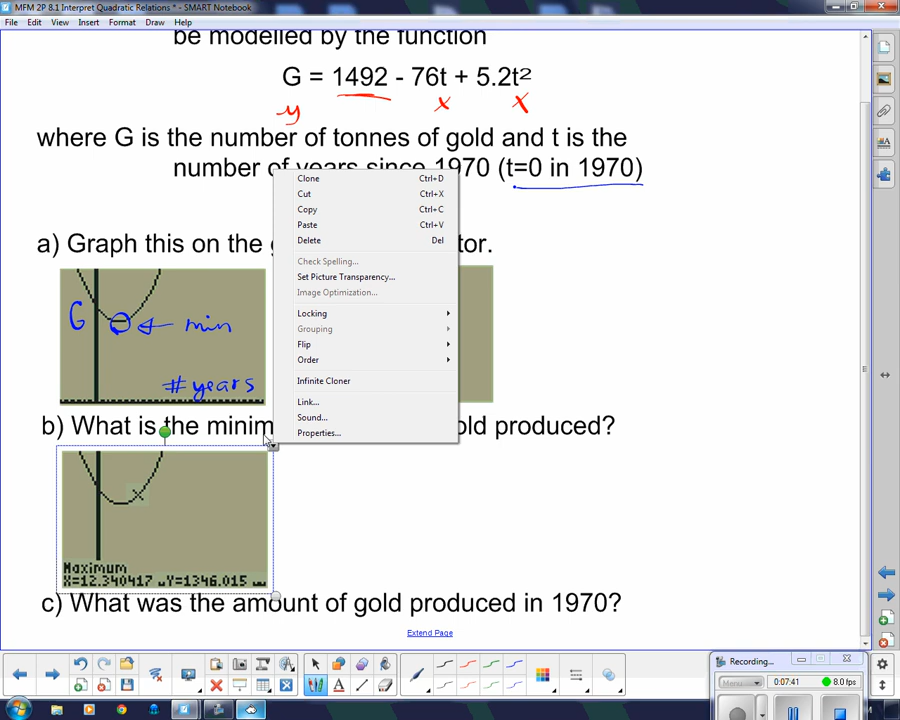 MFM 2P 8.1 Interpret Quadratic Relations * - SMART Notebook
File Edit View Insert Format Draw Help
be modelled by the function
G = 1492 - 76t + 5.2t²
y x x
where G is the number of tonnes of gold and t is the
number of years since 1970 (t=0 in 1970)
Clone Ctrl+D
Cut Ctrl+X
Copy Ctrl+C
Paste Ctrl+V
Delete Del
Check Spelling...
Set Picture Transparency...
Image Optimization...
Locking
Grouping
Flip
Order
Infinite Cloner
Link...
Sound...
Properties...
a) Graph this on the g tor.
G ← min
# years
b) What is the minim old produced?
Maximum
X=12.340417 Y=1346.015
c) What was the amount of gold produced in 1970?
Extend Page
Recording...
Menu 0:07:41 8.0 fps